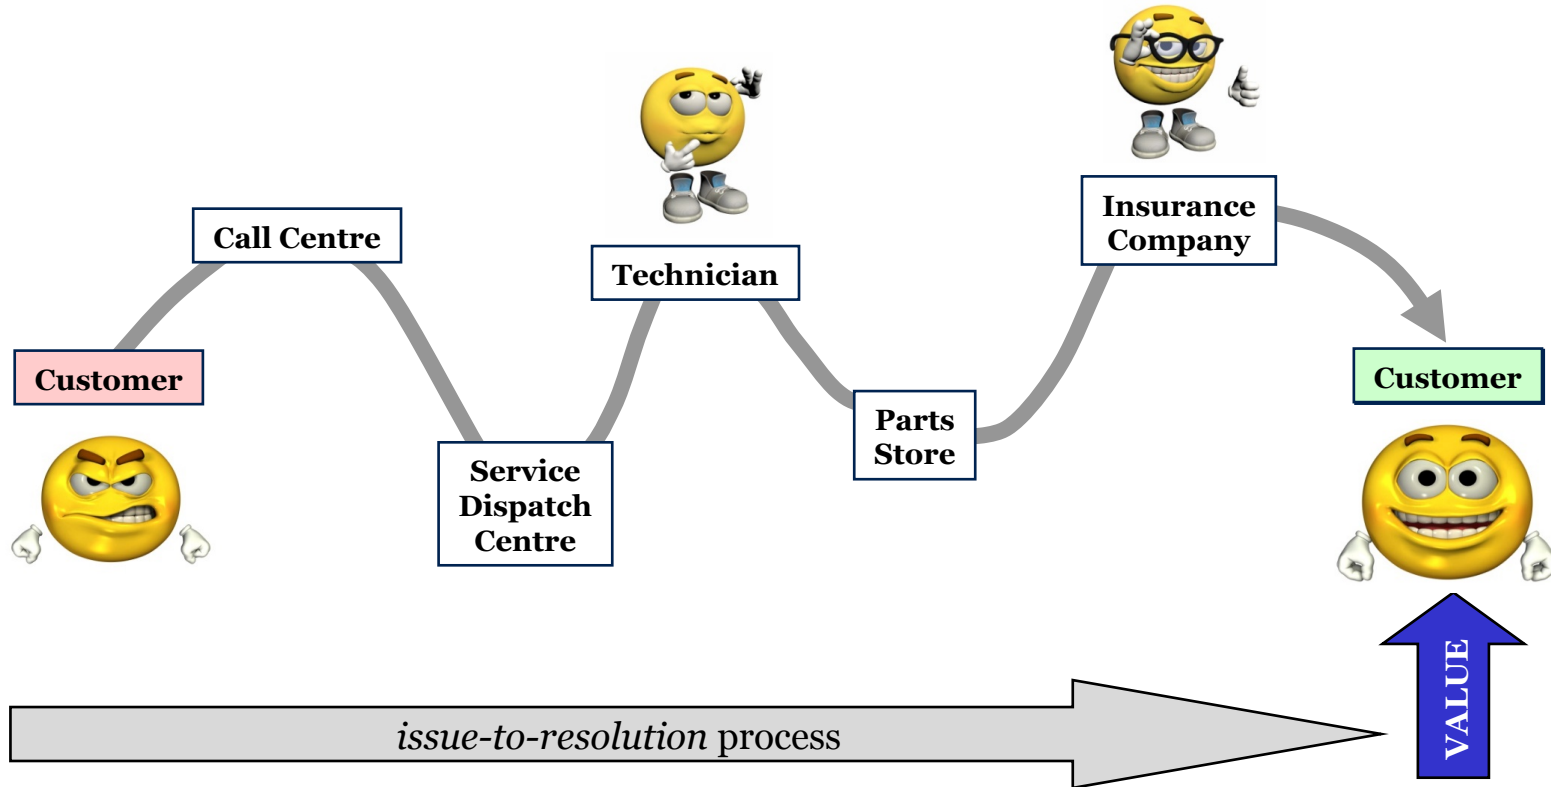 Customer
Call Centre
Service
Dispatch
Centre
Technician
Parts
Store
Insurance
Company
Customer
issue-to-resolution process
VALUE